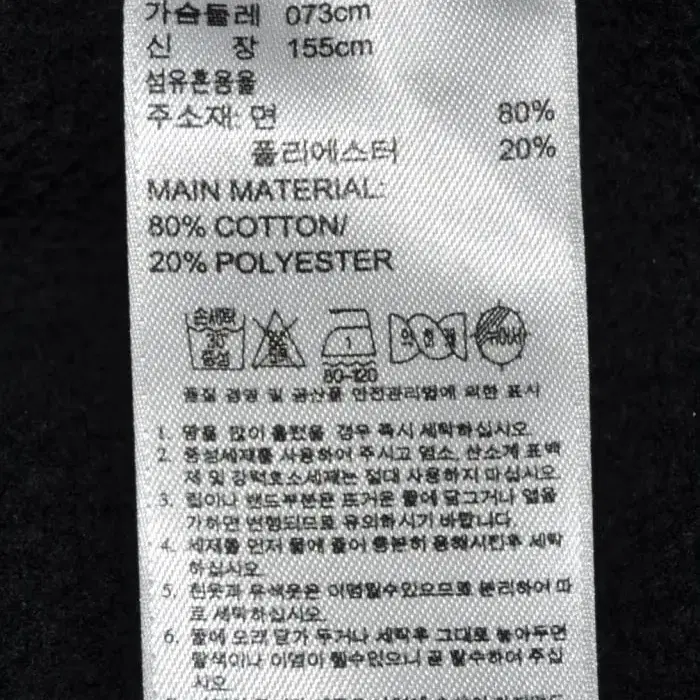 가슴둘레 073cm
신 장 155cm
섬유혼용율
주소재: 면 80%
폴리에스터 20%
MAIN MATERIAL:
80% COTTON/
20% POLYESTER
손세탁
30°
중성
1
약하게
80-120
품질 경영 및 공산품 안전관리법에 의한 표시
1. 땀을 많이 흘렸을 경우 즉시 세탁하십시오
2. 중성세제를 사용하여 주시고 염소, 산소계 표백
제 및 강력효소세제는 절대 사용하지 마십시오
3. 립이나 밴드부분은 뜨거운 물에 담그거나 열을
가하면 변형되므로 유의하시기 바랍니다
4. 세제를 먼저 물에 풀어 충분히 용해시킨후 세탁
하십시오
5. 흰옷과 유색옷은 이염될수있으므로 분리하여 따
로 세탁하십시오
6. 물에 오래 담가 두거나 세탁후 그대로 놓아두면
탈색이나 이염이 될수있으니 곧 탈수하여 주십
시오